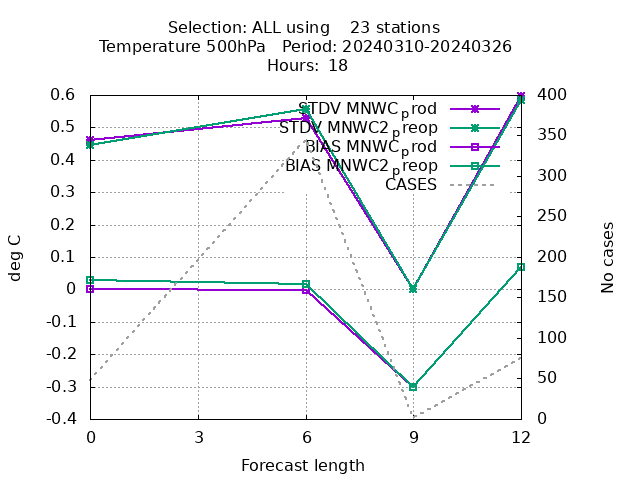 Selection: ALL using    23 stations
Temperature 500hPa   Period: 20240310-20240326
Hours:  18
STDV MNWC_prod
STDV MNWC2_preop
BIAS MNWC_prod
BIAS MNWC2_preop
CASES
0.6
0.5
0.4
0.3
0.2
0.1
0
-0.1
-0.2
-0.3
-0.4
400
350
300
250
200
150
100
50
0
deg C
No cases
0 3 6 9 12
Forecast length